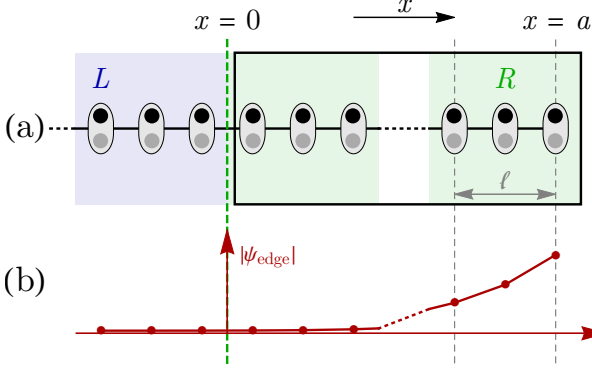 x
x = 0
x = a
L
R
(a)
ℓ
|ψedge|
(b)